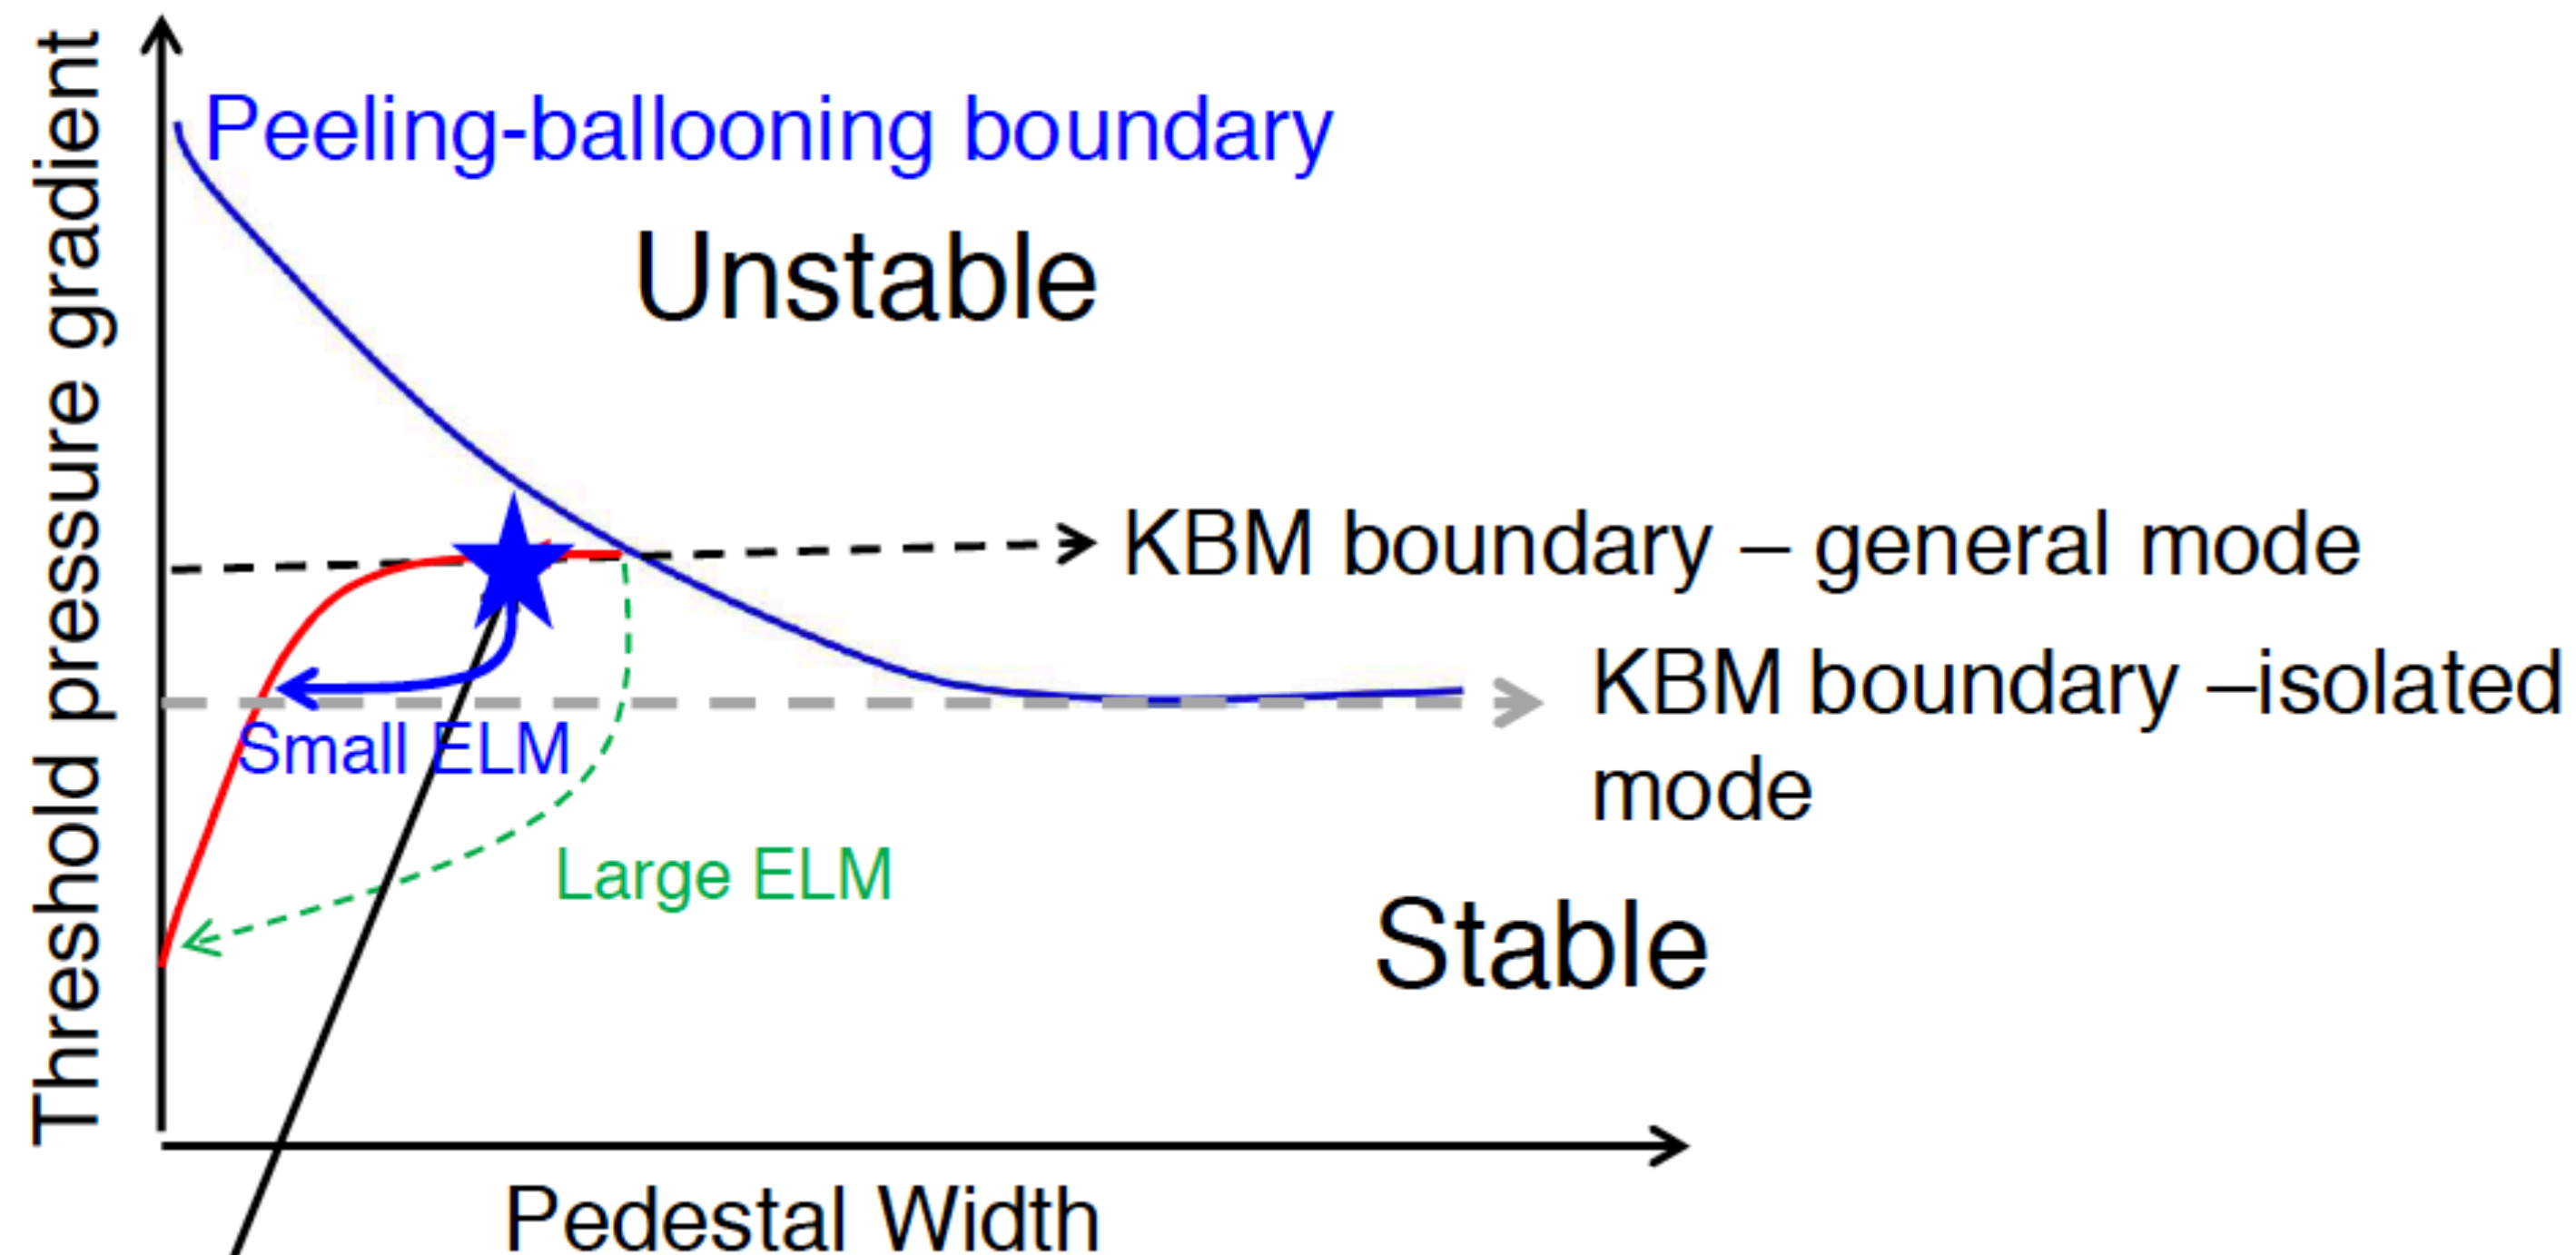 Threshold pressure gradient
Peeling-ballooning boundary
Unstable
KBM boundary – general mode
KBM boundary –isolated
mode
Small ELM
Large ELM
Stable
Pedestal Width